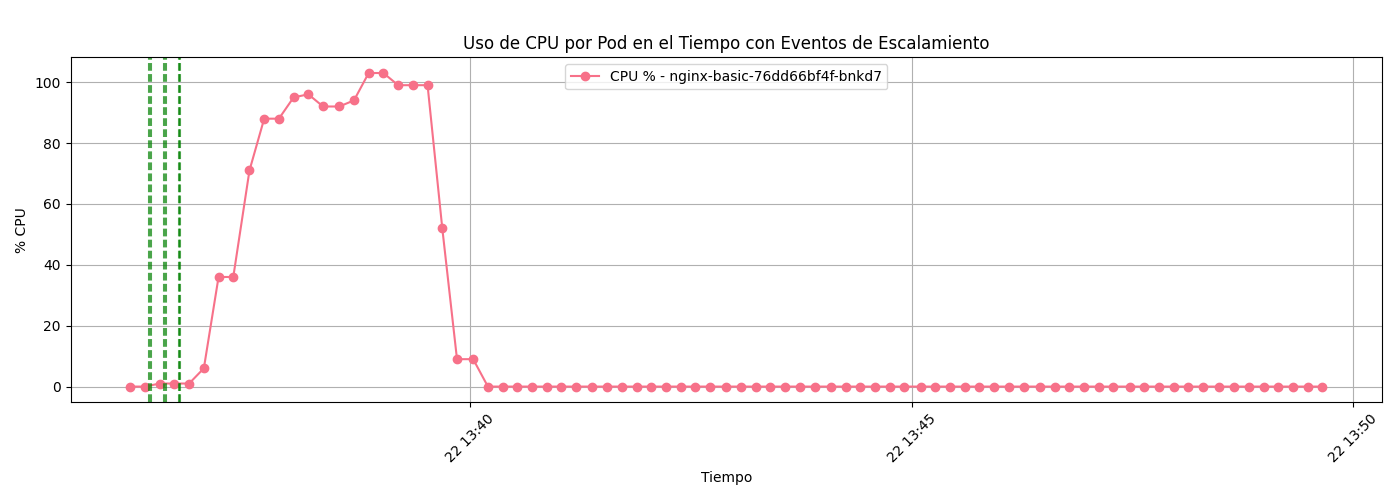 Uso de CPU por Pod en el Tiempo con Eventos de Escalamiento
CPU % - nginx-basic-76dd66bf4f-bnkd7
100
80
60
40
20
0
% CPU
22 13:40
22 13:45
22 13:50
Tiempo